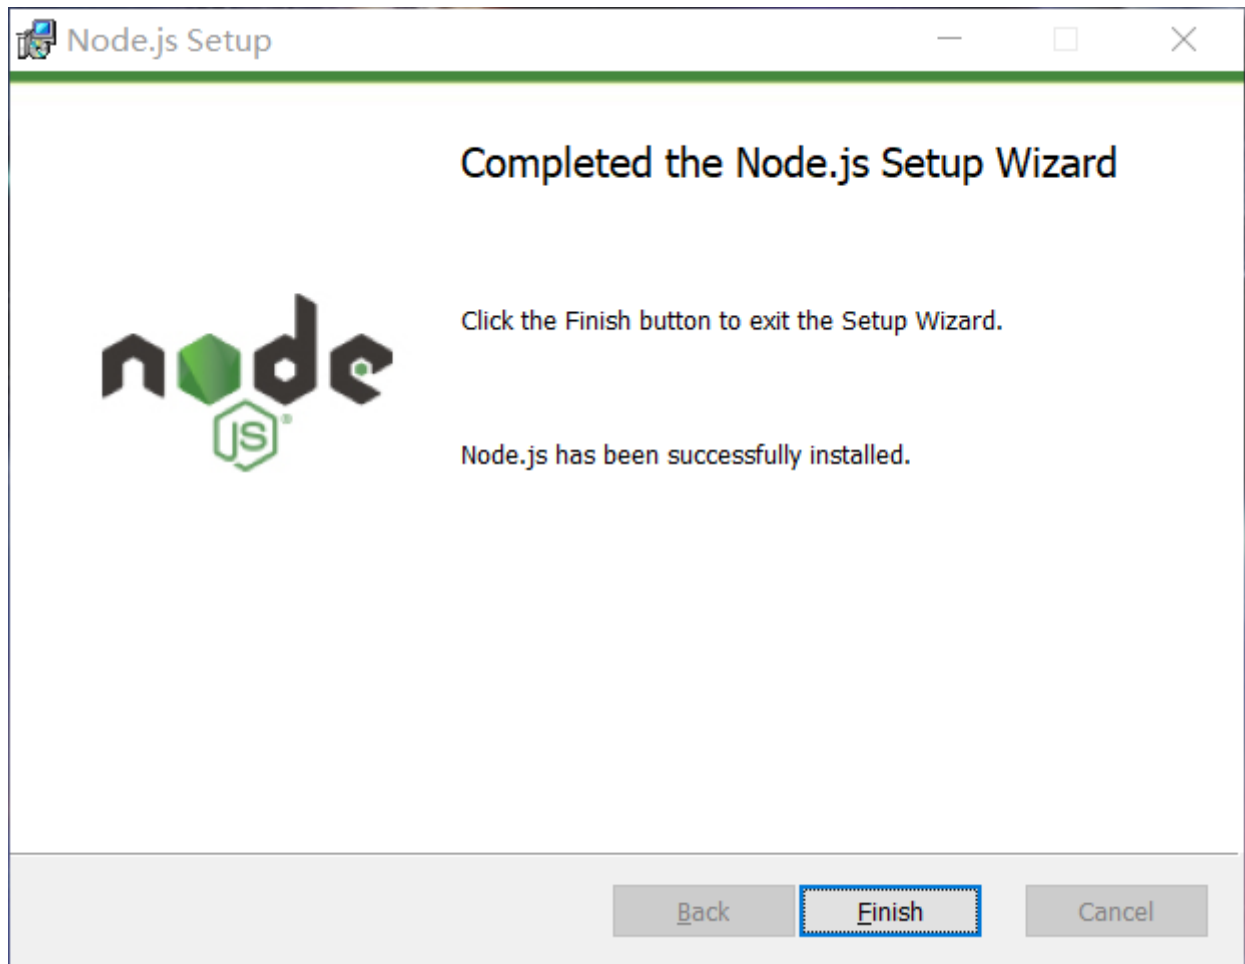 Node.js Setup
Completed the Node.js Setup Wizard
Click the Finish button to exit the Setup Wizard.
node
JS®
Node.js has been successfully installed.
Back
Finish
Cancel